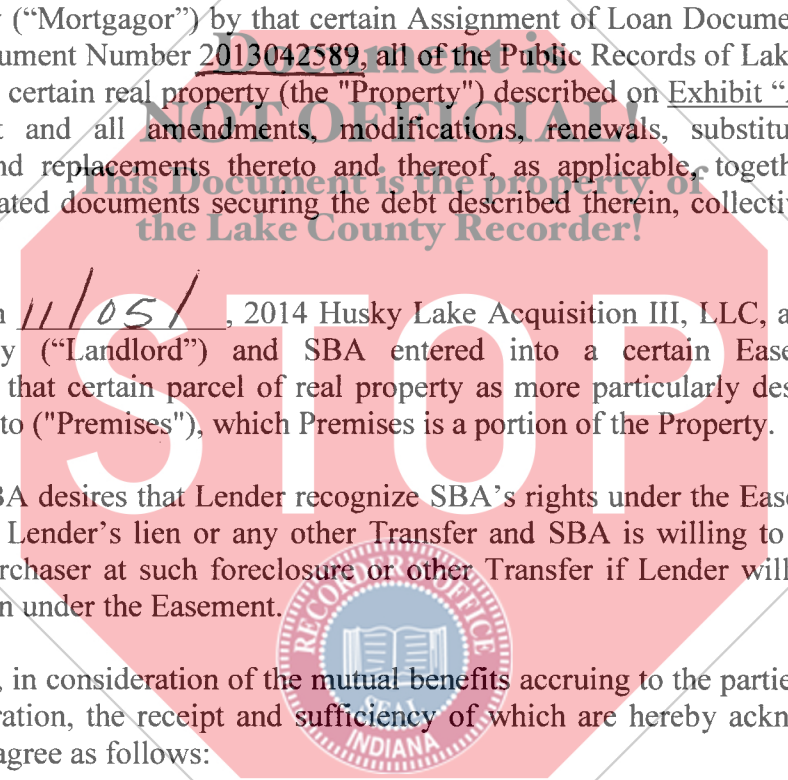 y (“Mortgagor”) by that certain Assignment of Loan Docume
ument Number 2013042589, all of the Public Records of Lak
certain real property (the "Property") described on Exhibit “
t and all amendments, modifications, renewals, substitu
nd replacements thereto and thereof, as applicable, togeth
ated documents securing the debt described therein, collectiv
Document is
NOT OFFICIAL!
This Document is the property of
the Lake County Recorder!
n 11/05/, 2014 Husky Lake Acquisition III, LLC, a
y (“Landlord”) and SBA entered into a certain Ease
that certain parcel of real property as more particularly des
to ("Premises"), which Premises is a portion of the Property.
STOP
BA desires that Lender recognize SBA’s rights under the Ease
Lender’s lien or any other Transfer and SBA is willing to
rchaser at such foreclosure or other Transfer if Lender will
n under the Easement.
, in consideration of the mutual benefits accruing to the partie
ration, the receipt and sufficiency of which are hereby ackn
agree as follows:
RECORDER'S OFFICE
SEAL
INDIANA